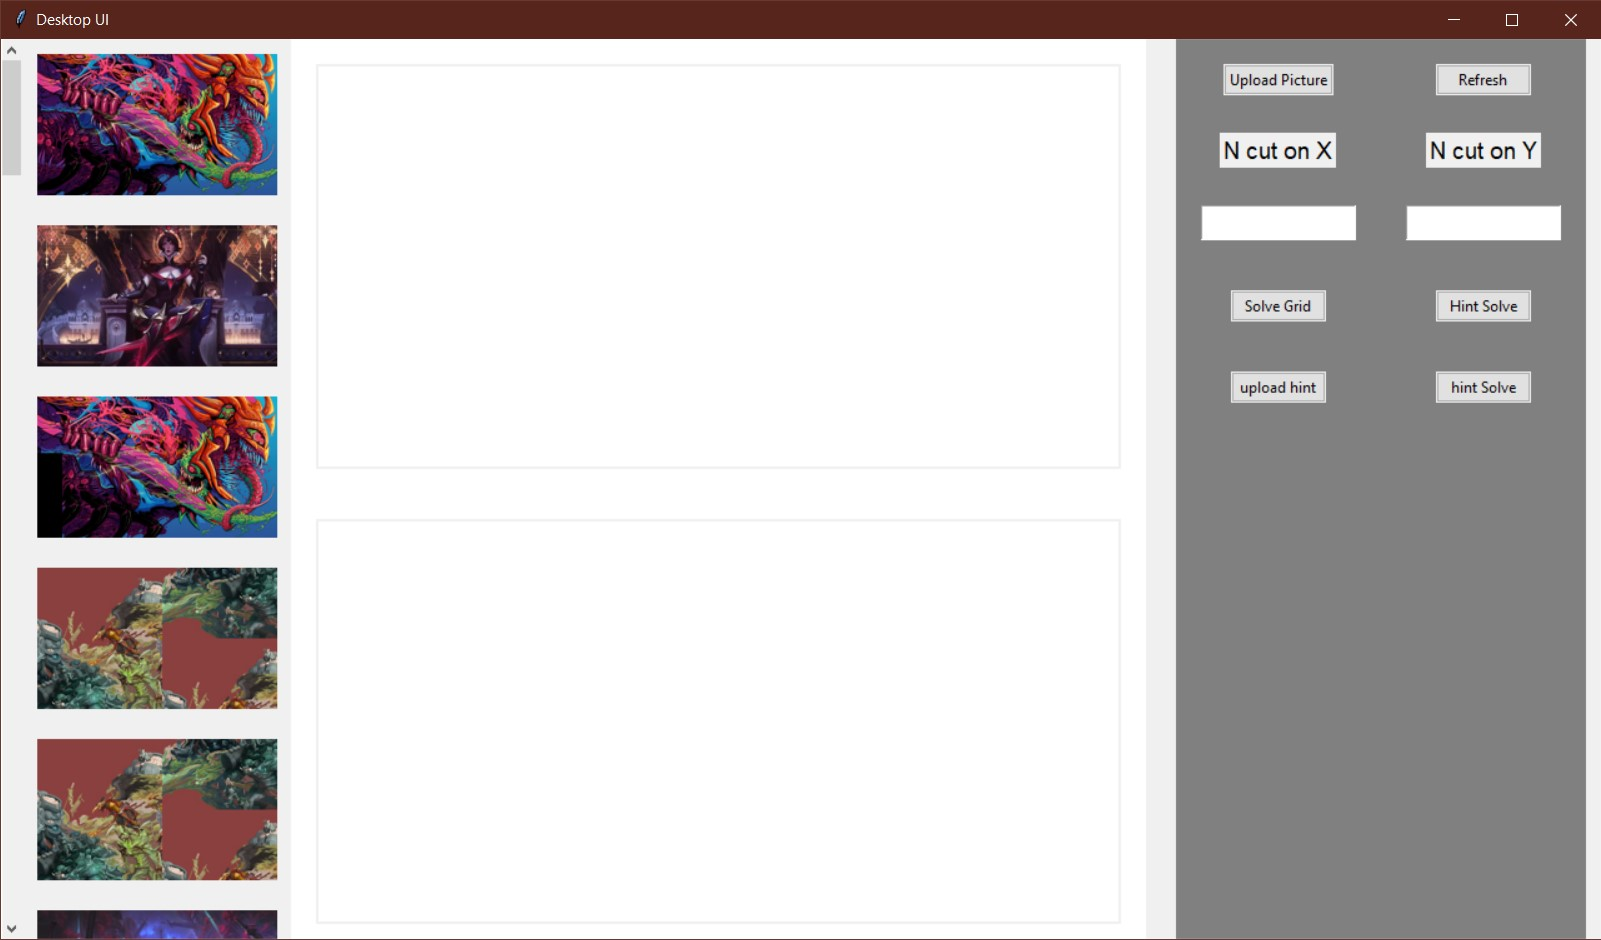 Desktop UI
Upload Picture
Refresh
N cut on X
N cut on Y
Solve Grid
Hint Solve
upload hint
hint Solve